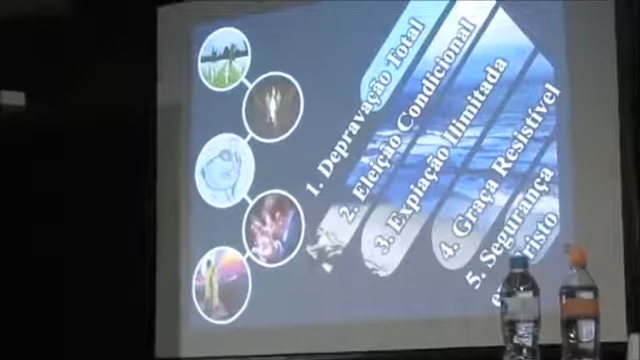 1. Depravação Total
2. Eleição Condicional
3. Expiação Ilimitada
4. Graça Resistível
5. Segurança